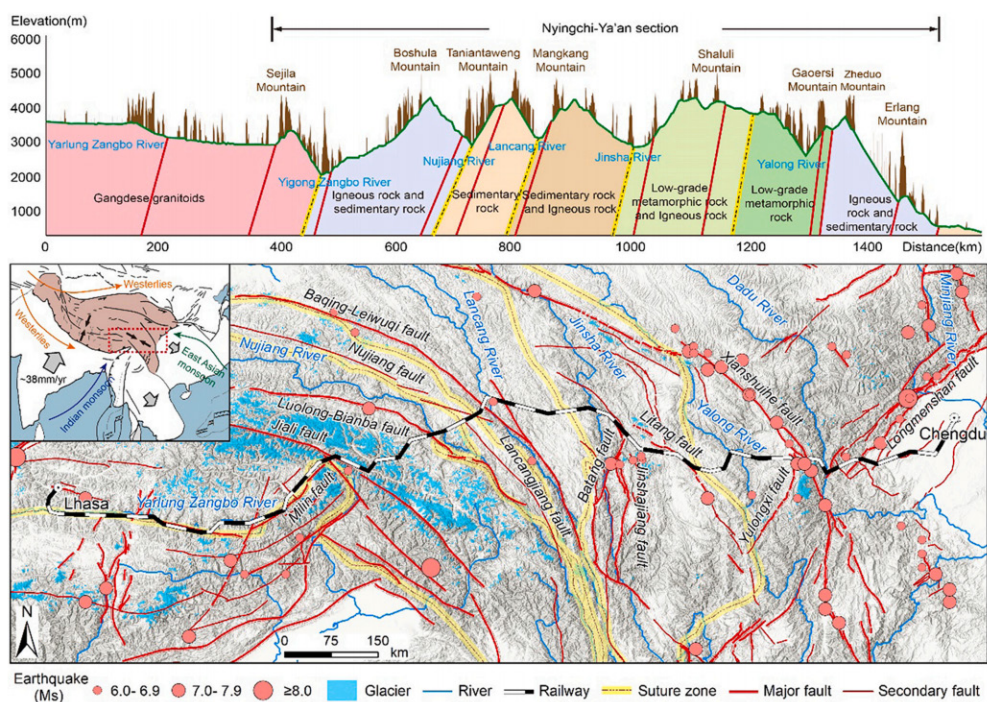 Elevation(m)
6000
5000
4000
3000
2000
1000
0
200
400
600
800
1000
1200
1400
Distance(km)
Nyingchi-Ya'an section
Sejila
Mountain
Boshula
Mountain
Taniantaweng
Mountain
Mangkang
Mountain
Shaluli
Mountain
Gaoersi
Mountain
Zheduo
Mountain
Erlang
Mountain
Yarlung Zangbo River
Yigong Zangbo River
Nujiang River
Lancang River
Jinsha River
Yalong River
Gangdese granitoids
Igneous rock and
sedimentary rock
Sedimentary
rock
Sedimentary rock
and Igneous rock
Low-grade
metamorphic rock
and Igneous rock
Low-grade
metamorphic
rock
Igneous
rock and
sedimentary rock
Westerlies
Westerlies
~38mm/yr
Indian monsoon
East Asian
monsoon
Baqing-Leiwuqi fault
Nujiang River
Nujiang fault
Luolong-Bianba fault
Jiali fault
Lancang River
Jinsha River
Dadu River
Minjiang River
Xianshuihe fault
Yalong River
Longmenshan fault
Chengdu
Litang fault
Lhasa
Yarlung Zangbo River
Milin fault
Lancangjiang fault
Batang fault
Jinshajiang fault
Yulongxi fault
N
0 75 150
km
Earthquake
(Ms)
6.0- 6.9
7.0- 7.9
≥8.0
Glacier
River
Railway
Suture zone
Major fault
Secondary fault